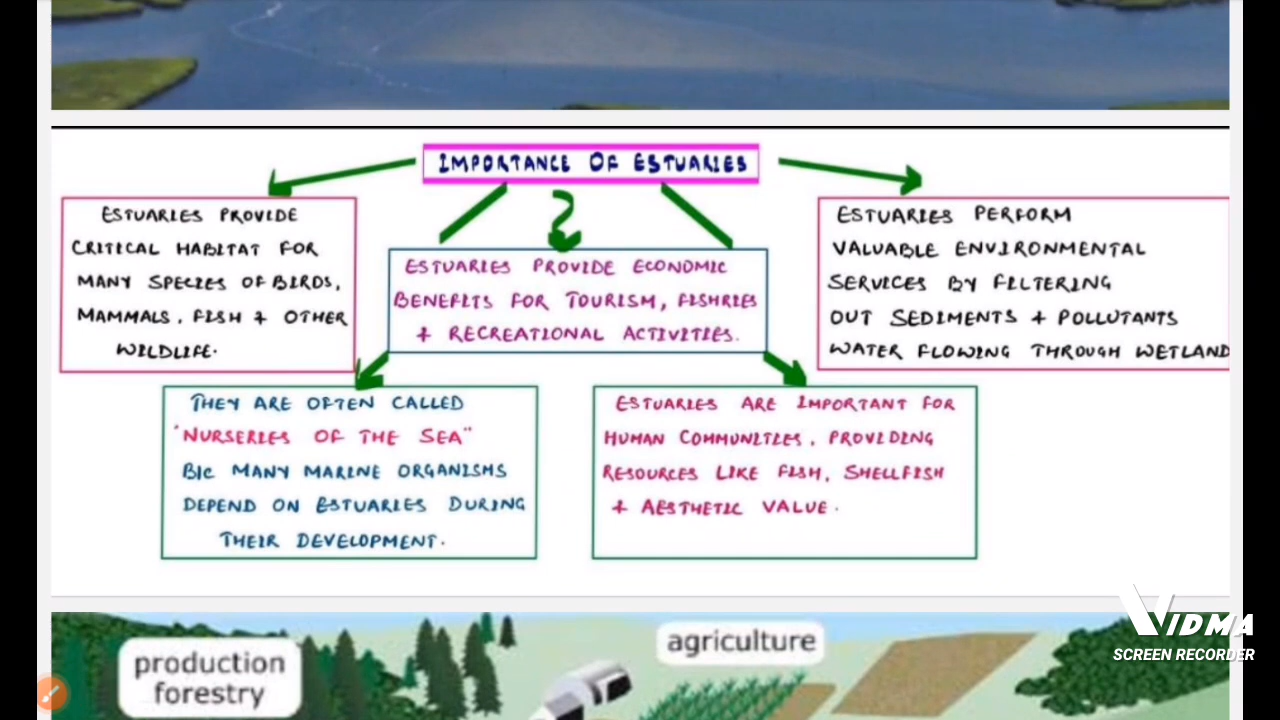 IMPORTANCE OF ESTUARIES
ESTUARIES PROVIDE
CRITICAL HABITAT FOR
MANY SPECIES OF BIRDS,
MAMMALS, FISH + OTHER
WILDLIFE.
ESTUARIES PROVIDE ECONOMIC
BENEFITS FOR TOURISM, FISHRIES
+ RECREATIONAL ACTIVITIES.
ESTUARIES PERFORM
VALUABLE ENVIRONMENTAL
SERVICES BY FILTERING
OUT SEDIMENTS + POLLUTANTS
WATER FLOWING THROUGH WETLAND
THEY ARE OFTEN CALLED
"NURSERIES OF THE SEA"
B/C MANY MARINE ORGANISMS
DEPEND ON ESTUARIES DURING
THEIR DEVELOPMENT.
ESTUARIES ARE IMPORTANT FOR
HUMAN COMMUNITIES, PROVIDING
RESOURCES LIKE FISH, SHELLFISH
+ AESTHETIC VALUE.
production
forestry
agriculture
VIDMA
SCREEN RECORDER